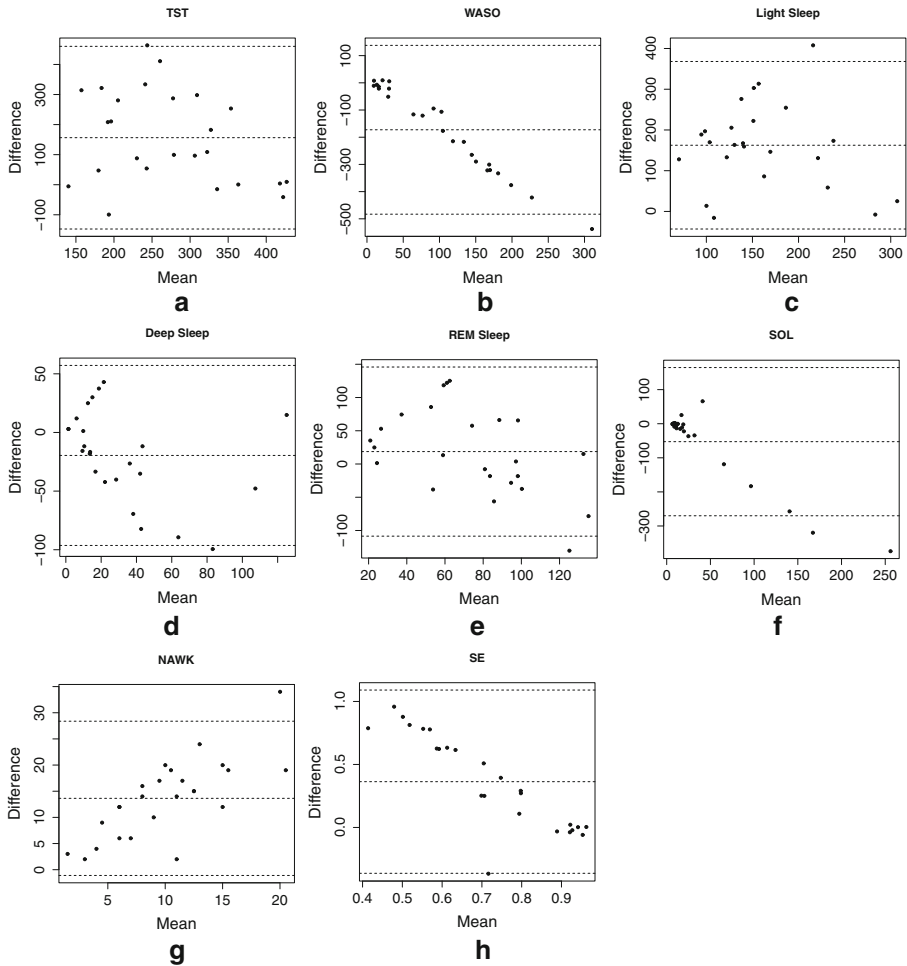 TST
Difference
-100 100 300
150 200 250 300 350 400
Mean
a
WASO
Difference
-500 -300 -100 100
0 50 100 150 200 250 300
Mean
b
Light Sleep
Difference
0 100 200 300 400
100 150 200 250 300
Mean
c
Deep Sleep
Difference
-100 -50 0 50
0 20 40 60 80 100
Mean
d
REM Sleep
Difference
-100 0 50 100
20 40 60 80 100 120
Mean
e
SOL
Difference
-300 -100 0 100
0 50 100 150 200 250
Mean
f
NAWK
Difference
0 5 10 20 30
5 10 15 20
Mean
g
SE
Difference
0.0 0.5 1.0
0.4 0.5 0.6 0.7 0.8 0.9
Mean
h